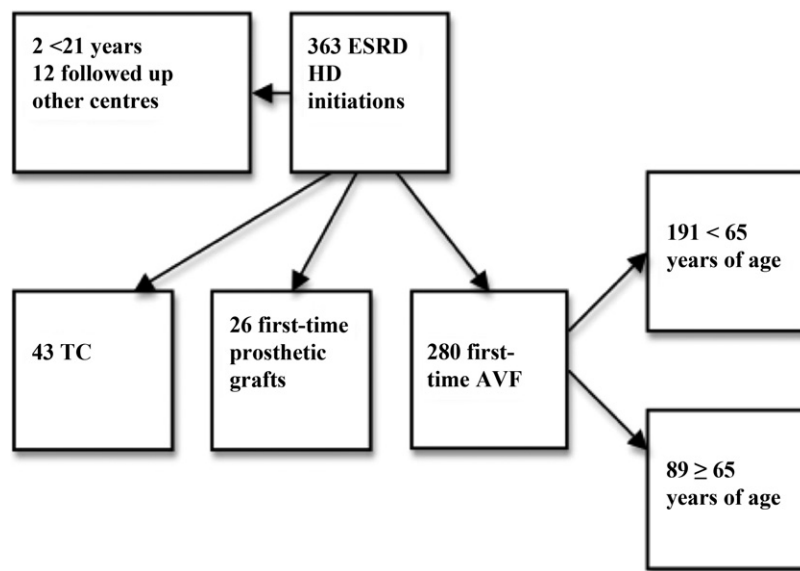 2 <21 years
12 followed up
other centres
363 ESRD
HD
initiations
43 TC
26 first-time
prosthetic
grafts
280 first-
time AVF
191 < 65
years of age
89 ≥ 65
years of age